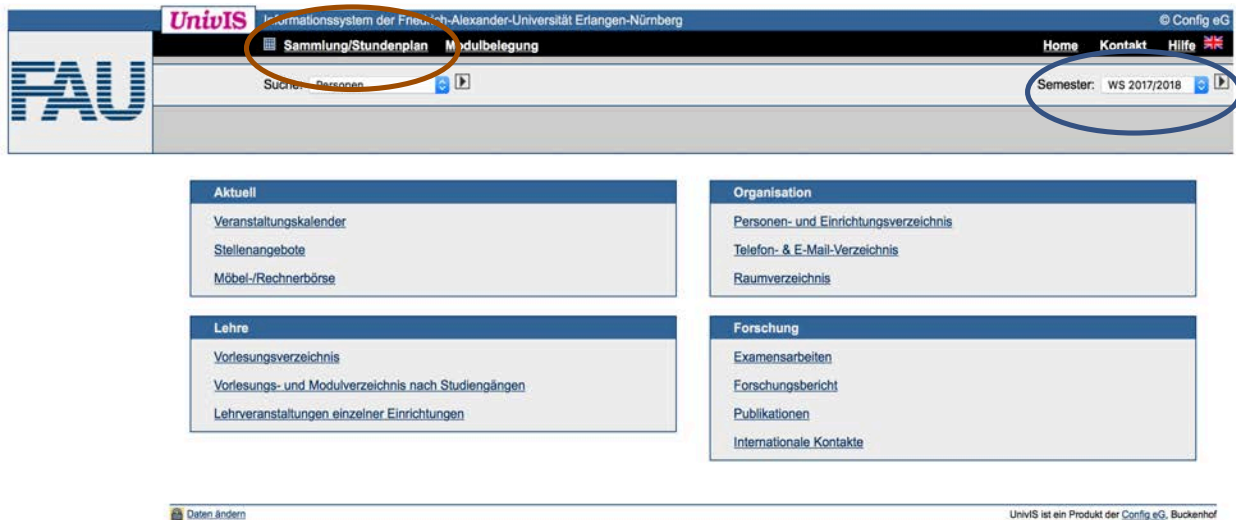 UnivIS Informationssystem der Friedrich-Alexander-Universität Erlangen-Nürnberg © Config eG
Sammlung/Stundenplan Modulbelegung Home Kontakt Hilfe
FAU
Suche: Personen Semester: WS 2017/2018
Aktuell
Veranstaltungskalender
Stellenangebote
Möbel-/Rechnerbörse
Organisation
Personen- und Einrichtungsverzeichnis
Telefon- & E-Mail-Verzeichnis
Raumverzeichnis
Lehre
Vorlesungsverzeichnis
Vorlesungs- und Modulverzeichnis nach Studiengängen
Lehrveranstaltungen einzelner Einrichtungen
Forschung
Examensarbeiten
Forschungsbericht
Publikationen
Internationale Kontakte
Daten ändern UnivIS ist ein Produkt der Config eG, Buckenhof